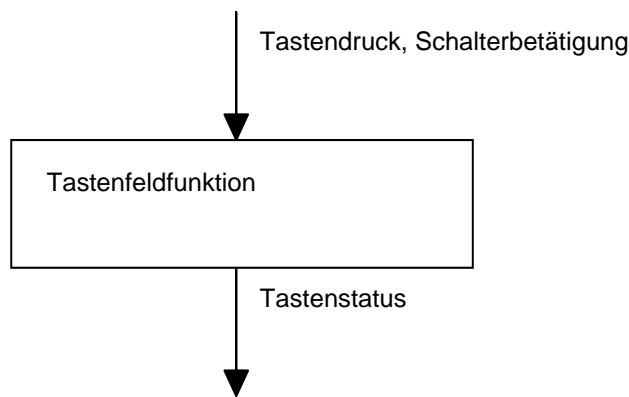 Tastendruck, Schalterbetätigung
Tastenfeldfunktion
Tastenstatus